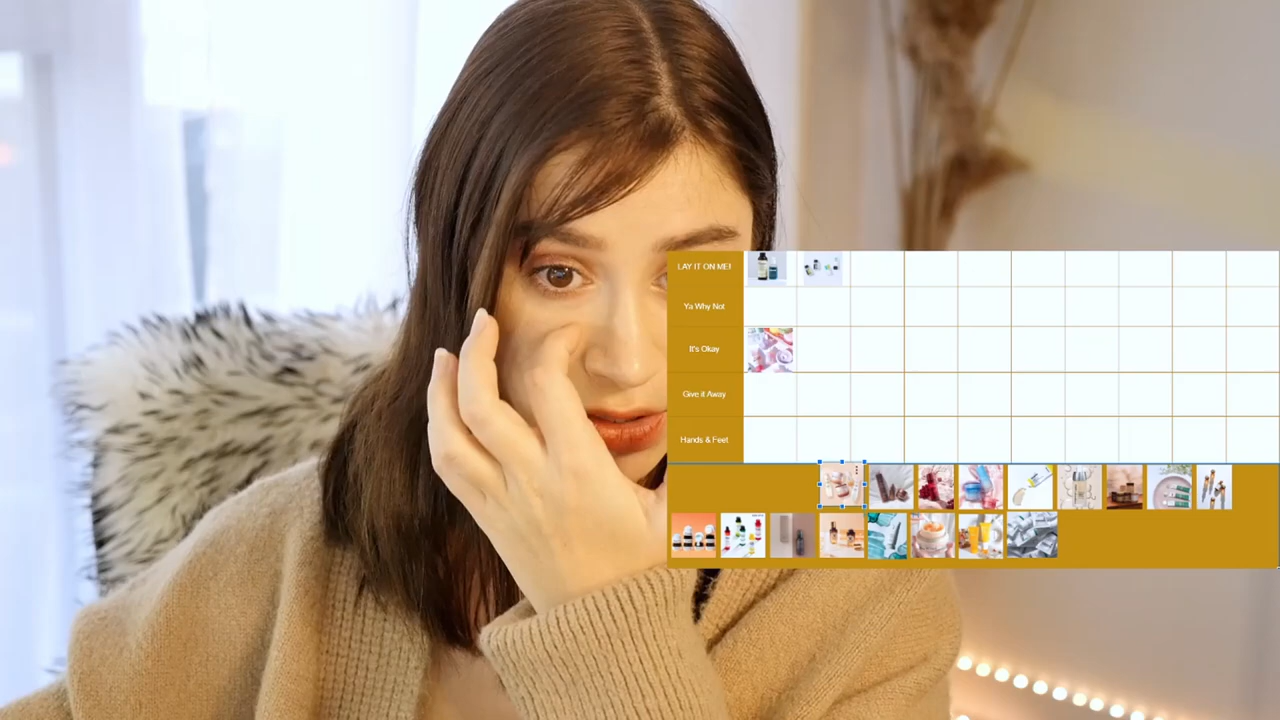 LAY IT ON ME!
Ya Why Not
It's Okay
Give it Away
Hands & Feet